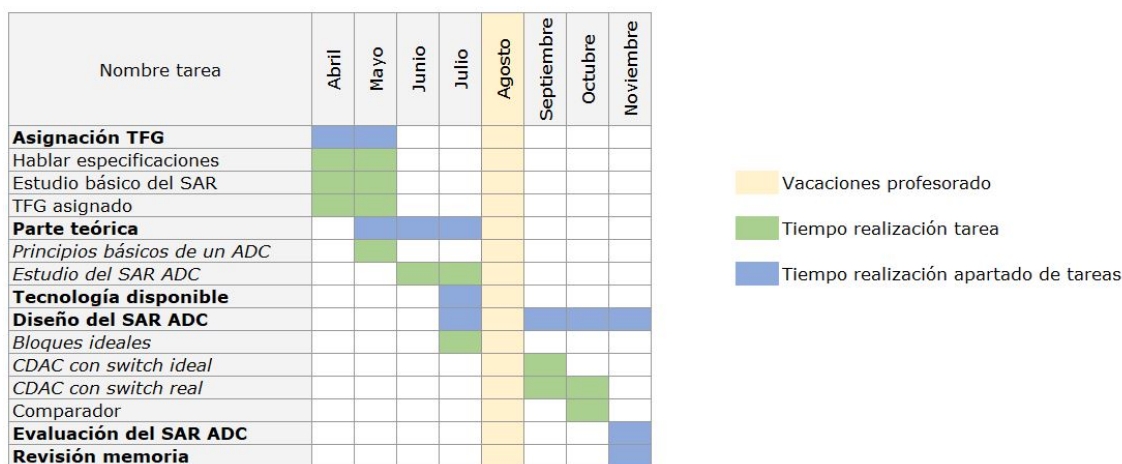 Nombre tarea
Abril
Mayo
Junio
Julio
Agosto
Septiembre
Octubre
Noviembre
Asignación TFG
Hablar especificaciones
Estudio básico del SAR
TFG asignado
Parte teórica
Principios básicos de un ADC
Estudio del SAR ADC
Tecnología disponible
Diseño del SAR ADC
Bloques ideales
CDAC con switch ideal
CDAC con switch real
Comparador
Evaluación del SAR ADC
Revisión memoria
Vacaciones profesorado
Tiempo realización tarea
Tiempo realización apartado de tareas